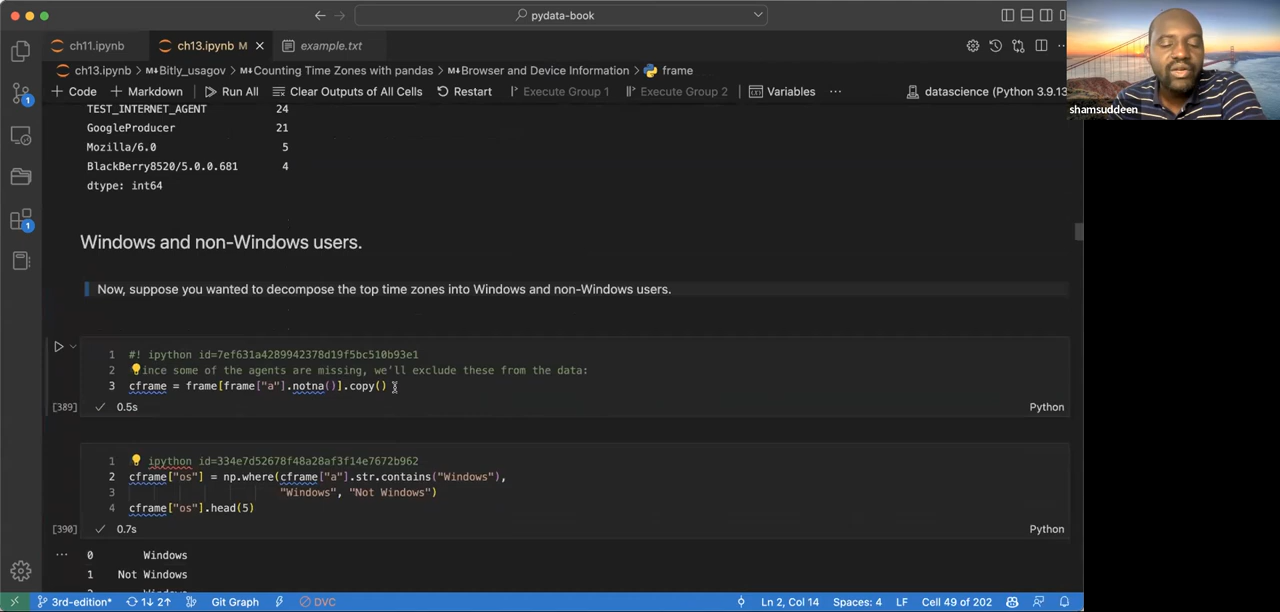 pydata-book
ch11.ipynb
ch13.ipynb M
example.txt
ch13.ipynb > M Bitly_usagov > M Counting Time Zones with pandas > M Browser and Device Information > frame
+ Code + Markdown Run All Clear Outputs of All Cells Restart Execute Group 1 Execute Group 2 Variables ... datascience (Python 3.9.13
shamsuddeen
TEST_INTERNET_AGENT 24
GoogleProducer 21
Mozilla/6.0 5
BlackBerry8520/5.0.0.681 4
dtype: int64
Windows and non-Windows users.
Now, suppose you wanted to decompose the top time zones into Windows and non-Windows users.
1 #! ipython id=7ef631a4289942378d19f5bc510b93e1
2 ince some of the agents are missing, we'll exclude these from the data:
3 cframe = frame[frame["a"].notna()].copy()
[389] 0.5s Python
1 ipython id=334e7d52678f48a28af3f14e7672b962
2 cframe["os"] = np.where(cframe["a"].str.contains("Windows"),
3 "Windows", "Not Windows")
4 cframe["os"].head(5)
[390] 0.7s Python
... 0 Windows
1 Not Windows
3rd-edition* 1↓ 2↑ Git Graph DVC Ln 2, Col 14 Spaces: 4 LF Cell 49 of 202